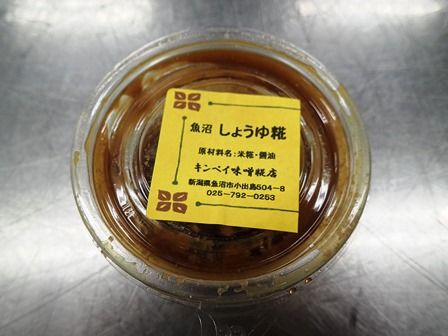 魚沼 しょうゆ糀
原材料名:米糀・醤油
キンペイ味噌糀店
新潟県魚沼市小出島504-8
025-792-0253